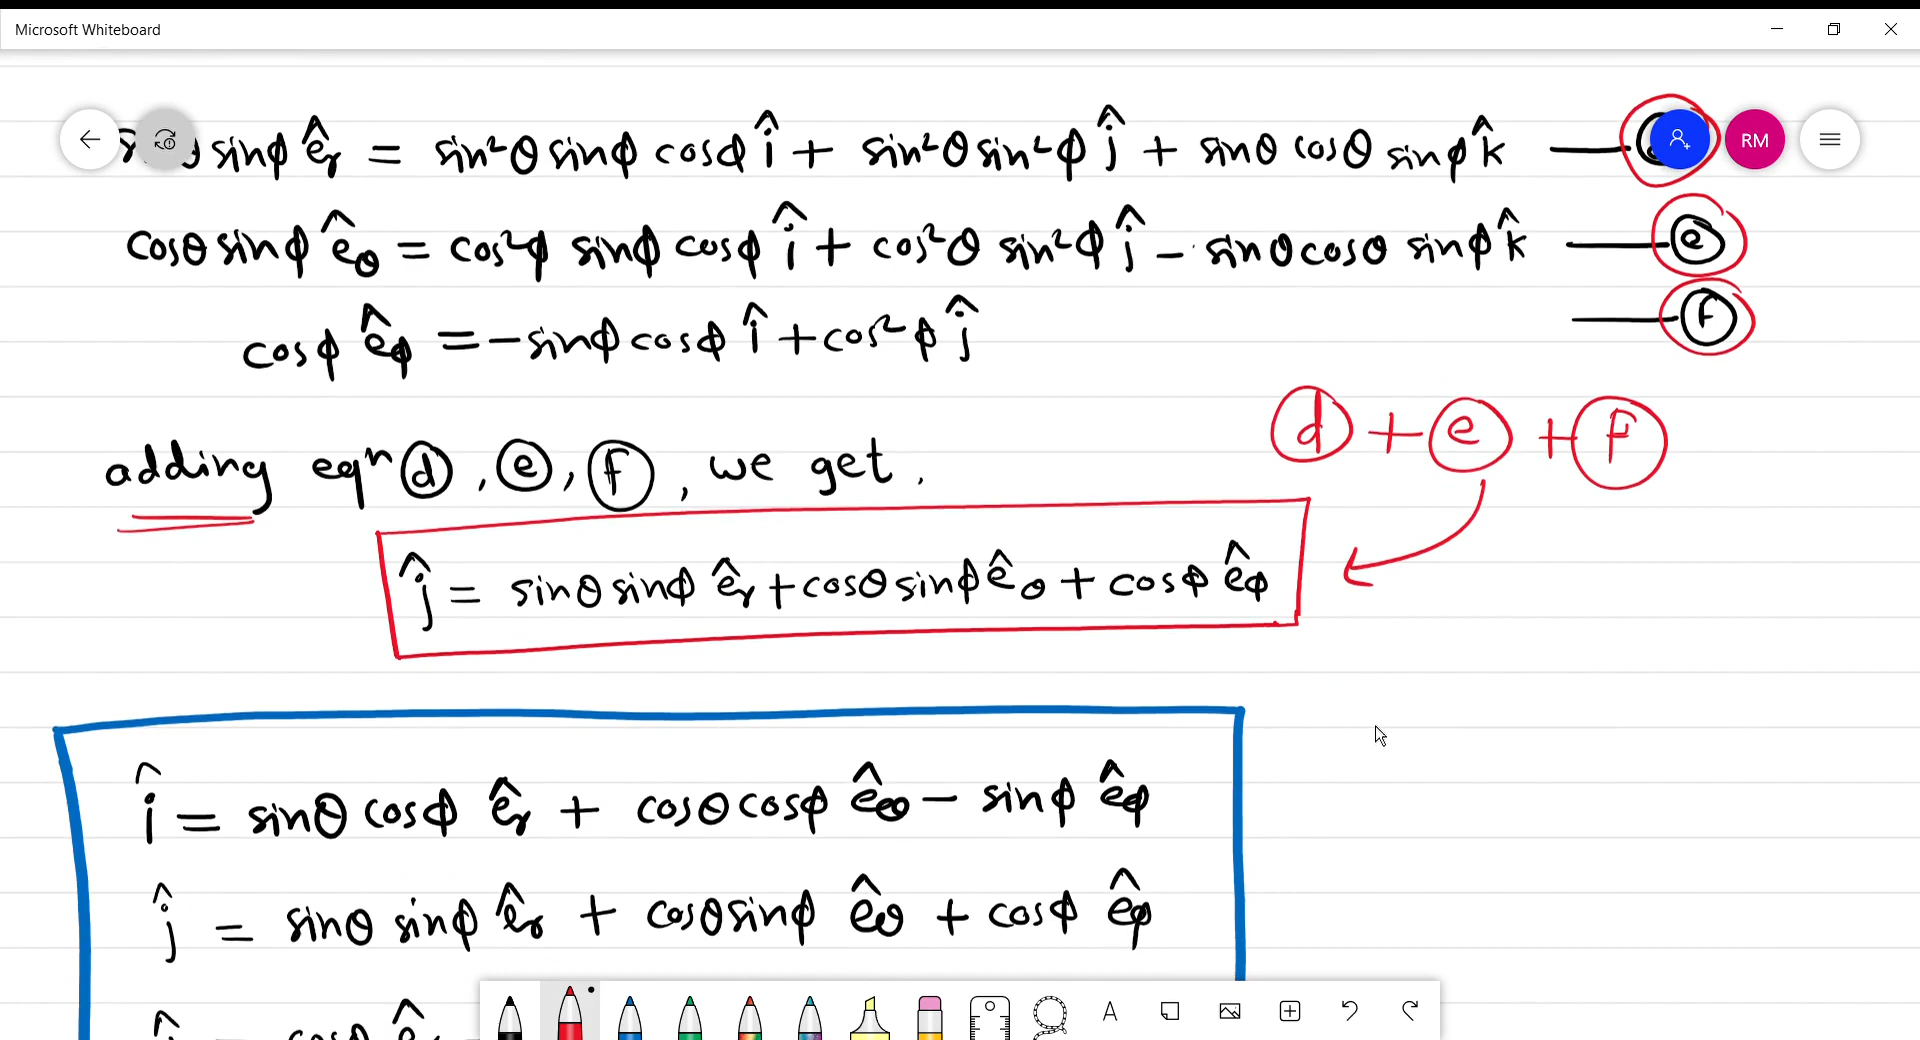 Microsoft Whiteboard
sinϕ êr = sin²θ sinϕ cosϕ î + sin²θ sin²ϕ ĵ + sinθ cosθ sinϕ k̂ —
RM
cosθ sinϕ êθ = cos²φ sinϕ cosϕ î + cos²θ sin²ϕ ĵ - sinθ cosθ sinϕ k̂ — e
cosϕ êϕ = - sinϕ cosϕ î + cos²ϕ ĵ — f
d + e + f
adding eqⁿ d, e, f, we get.
ĵ = sinθ sinϕ êr + cosθ sinϕ êθ + cosϕ êϕ
î = sinθ cosϕ êr + cosθ cosϕ êθ - sinϕ êϕ
ĵ = sinθ sinϕ êr + cosθ sinϕ êθ + cosϕ êϕ
A